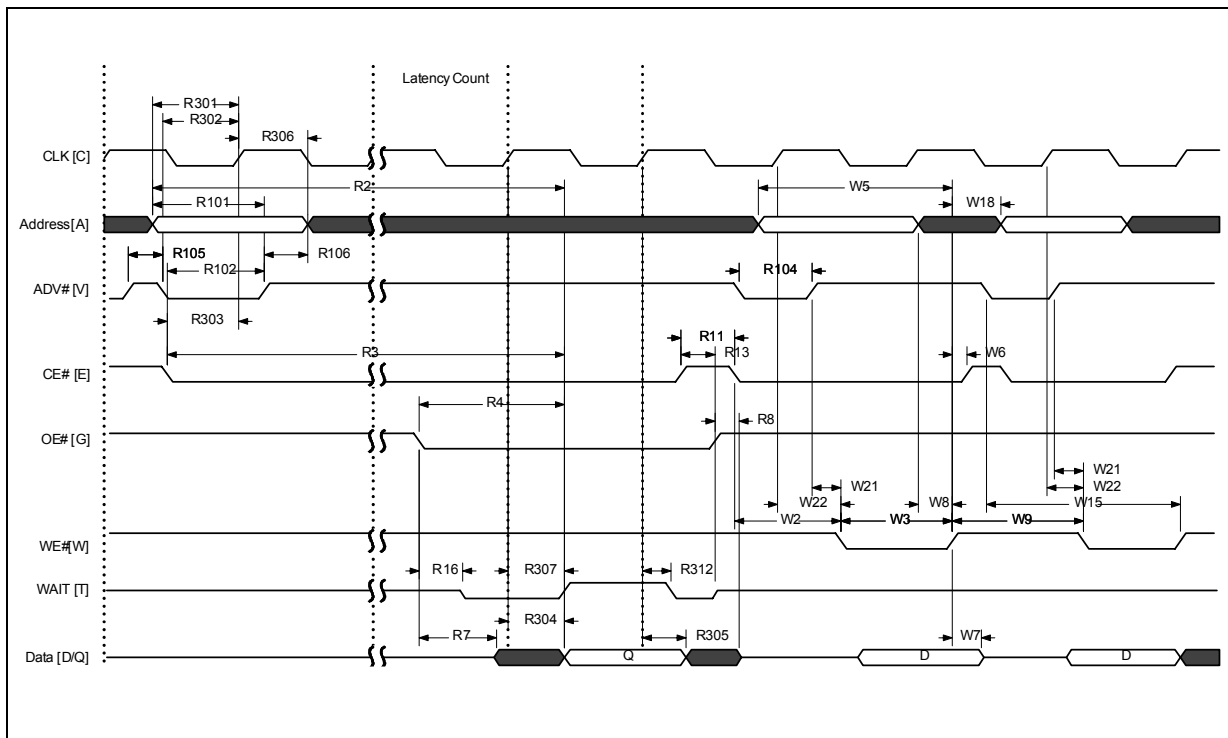 Latency Count
R301
R302
R306
CLK [C]
R2
W5
R101
W18
Address [A]
R105
R106
R102
R104
ADV# [V]
R303
R11
R3
R13
W6
CE# [E]
R4
R8
OE# [G]
W21
W21
W22
W22
W8
W15
W2
W3
W9
WE# [W]
R16
R307
R312
WAIT [T]
R304
R7
R305
W7
Data [D/Q]
Q
D
D